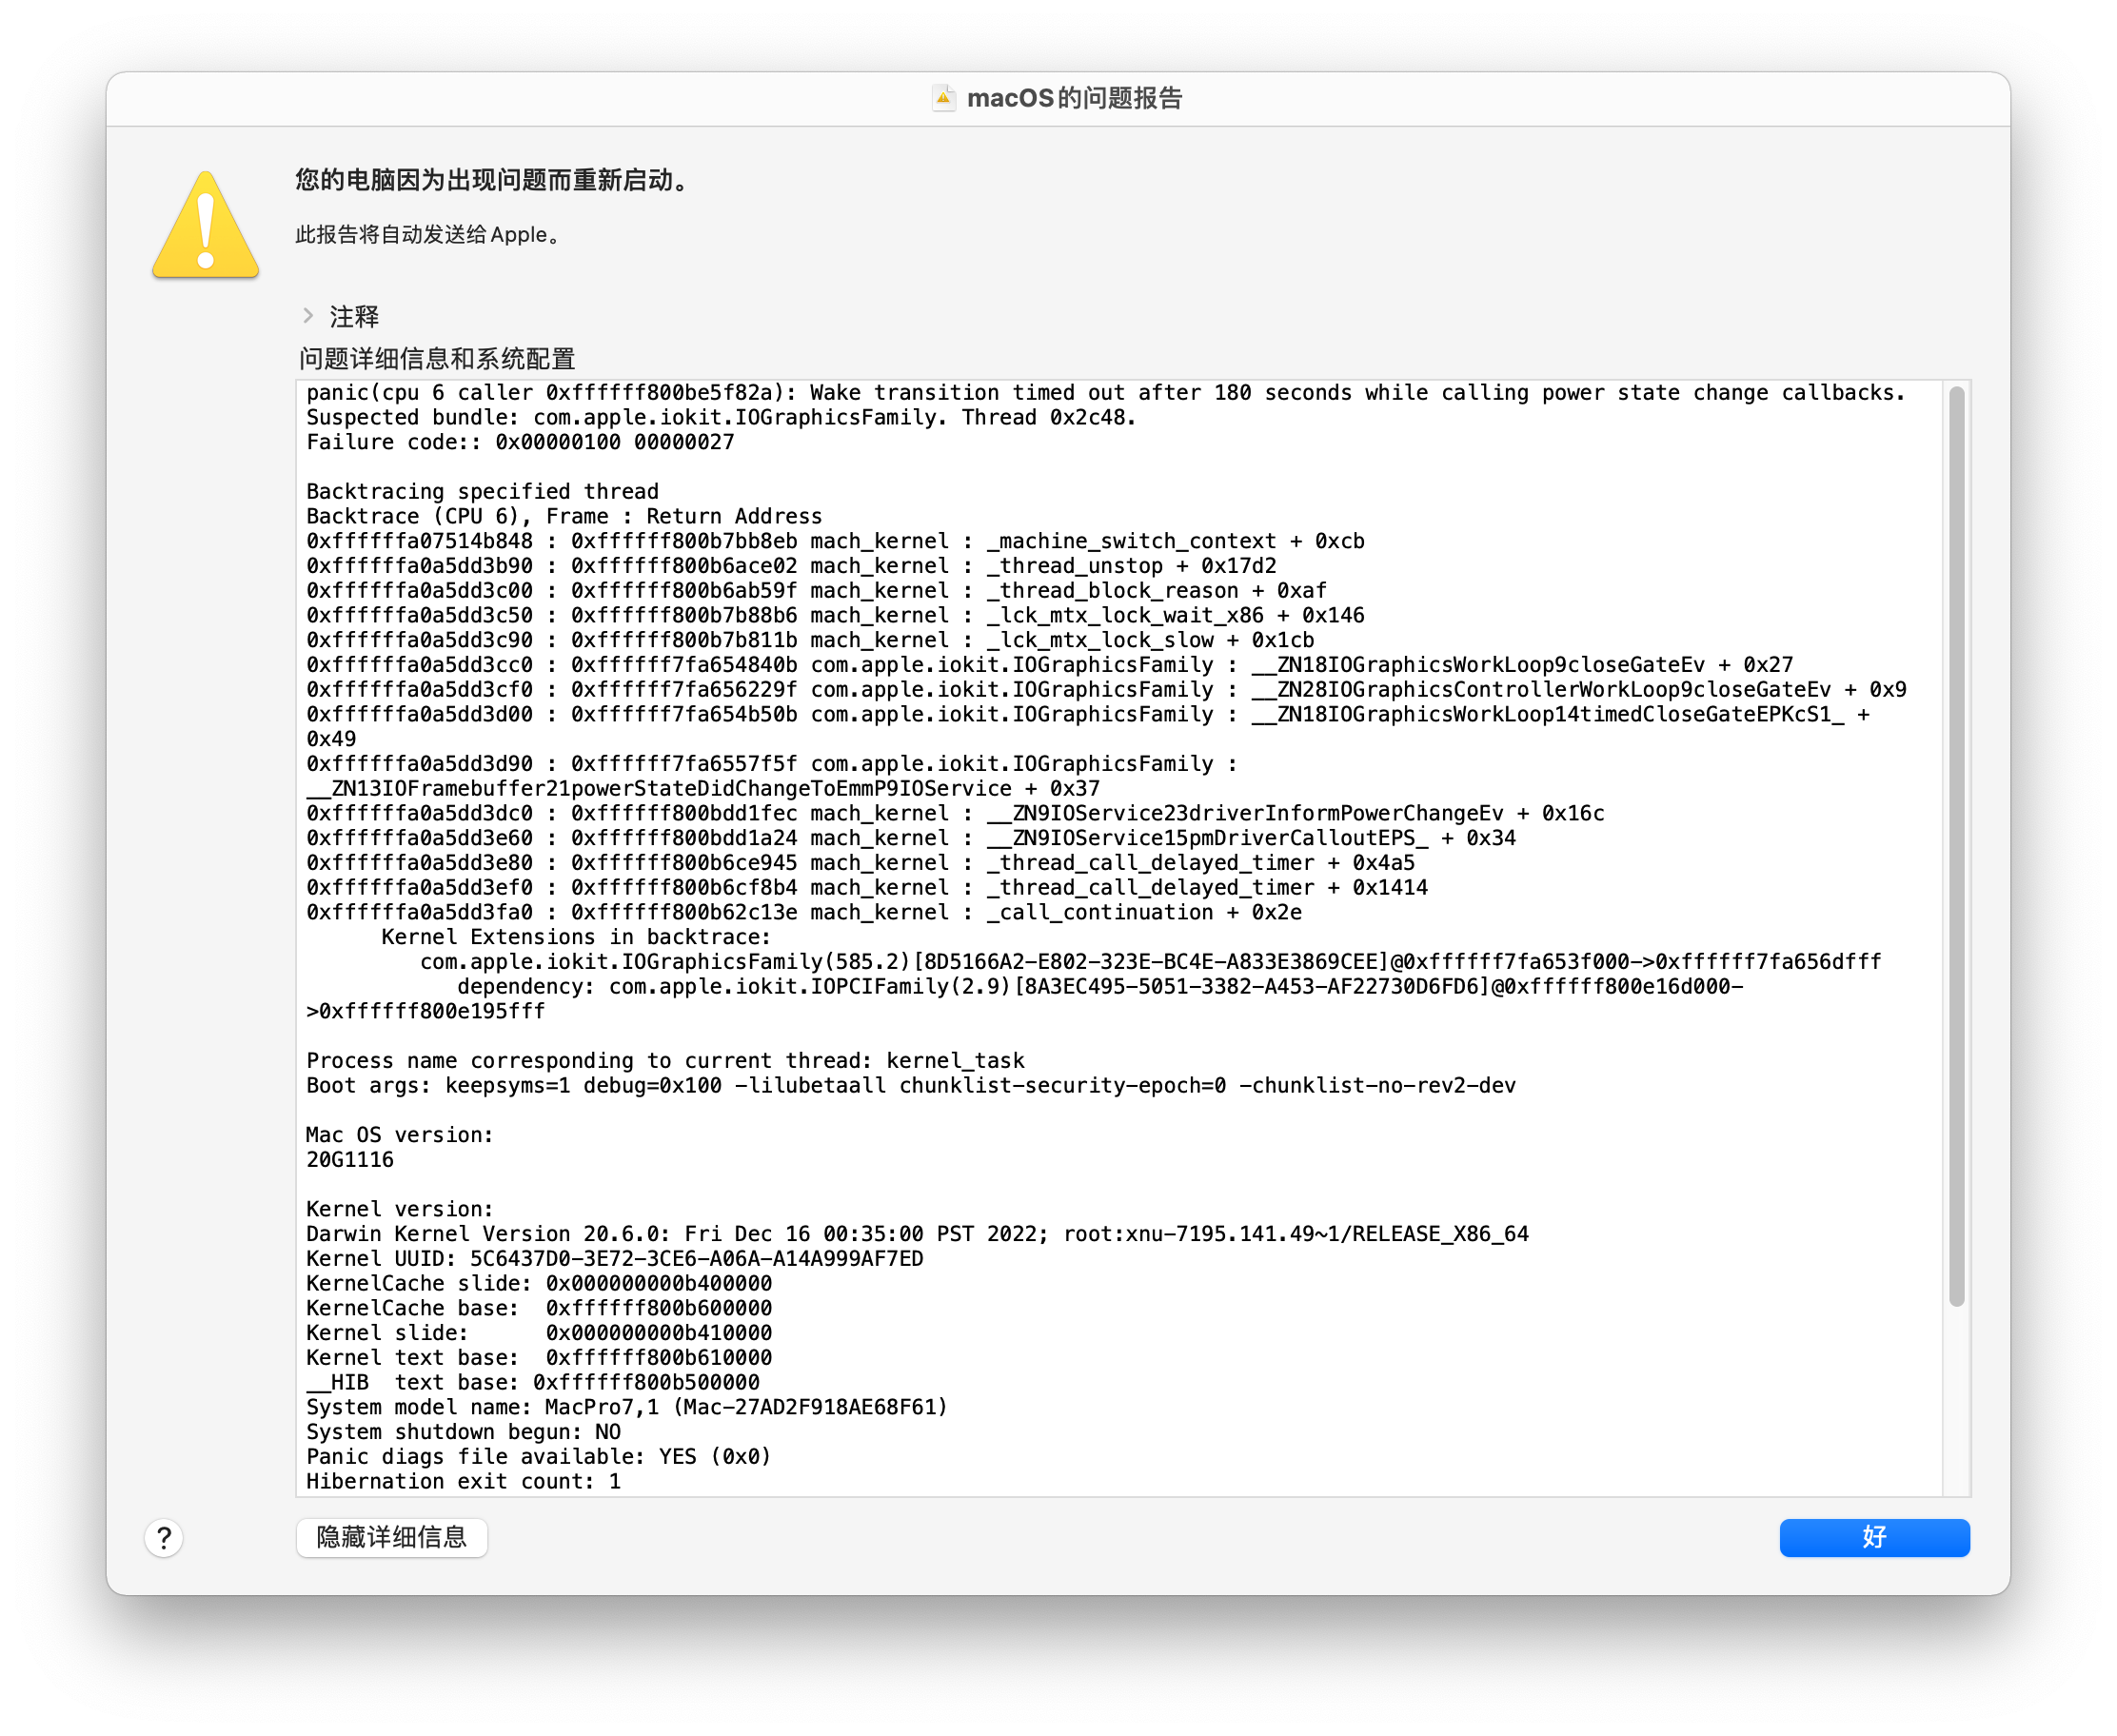 macOS的问题报告
您的电脑因为出现问题而重新启动。
此报告将自动发送给Apple。
注释
问题详细信息和系统配置
panic(cpu 6 caller 0xffffff800be5f82a): Wake transition timed out after 180 seconds while calling power state change callbacks.
Suspected bundle: com.apple.iokit.IOGraphicsFamily. Thread 0x2c48.
Failure code:: 0x00000100 00000027
Backtracing specified thread
Backtrace (CPU 6), Frame : Return Address
0xffffffa07514b848 : 0xffffff800b7bb8eb mach_kernel : _machine_switch_context + 0xcb
0xffffffa0a5dd3b90 : 0xffffff800b6ace02 mach_kernel : _thread_unstop + 0x17d2
0xffffffa0a5dd3c00 : 0xffffff800b6ab59f mach_kernel : _thread_block_reason + 0xaf
0xffffffa0a5dd3c50 : 0xffffff800b7b88b6 mach_kernel : _lck_mtx_lock_wait_x86 + 0x146
0xffffffa0a5dd3c90 : 0xffffff800b7b811b mach_kernel : _lck_mtx_lock_slow + 0x1cb
0xffffffa0a5dd3cc0 : 0xffffff7fa654840b com.apple.iokit.IOGraphicsFamily : __ZN18IOGraphicsWorkLoop9closeGateEv + 0x27
0xffffffa0a5dd3cf0 : 0xffffff7fa656229f com.apple.iokit.IOGraphicsFamily : __ZN28IOGraphicsControllerWorkLoop9closeGateEv + 0x9
0xffffffa0a5dd3d00 : 0xffffff7fa654b50b com.apple.iokit.IOGraphicsFamily : __ZN18IOGraphicsWorkLoop14timedCloseGateEPKcS1_ +
0x49
0xffffffa0a5dd3d90 : 0xffffff7fa6557f5f com.apple.iokit.IOGraphicsFamily :
__ZN13IOFramebuffer21powerStateDidChangeToEmmP9IOService + 0x37
0xffffffa0a5dd3dc0 : 0xffffff800bdd1fec mach_kernel : __ZN9IOService23driverInformPowerChangeEv + 0x16c
0xffffffa0a5dd3e60 : 0xffffff800bdd1a24 mach_kernel : __ZN9IOService15pmDriverCalloutEPS_ + 0x34
0xffffffa0a5dd3e80 : 0xffffff800b6ce945 mach_kernel : _thread_call_delayed_timer + 0x4a5
0xffffffa0a5dd3ef0 : 0xffffff800b6cf8b4 mach_kernel : _thread_call_delayed_timer + 0x1414
0xffffffa0a5dd3fa0 : 0xffffff800b62c13e mach_kernel : _call_continuation + 0x2e
Kernel Extensions in backtrace:
com.apple.iokit.IOGraphicsFamily(585.2)[8D5166A2-E802-323E-BC4E-A833E3869CEE]@0xffffff7fa653f000->0xffffff7fa656dfff
dependency: com.apple.iokit.IOPCIFamily(2.9)[8A3EC495-5051-3382-A453-AF22730D6FD6]@0xffffff800e16d000-
>0xffffff800e195fff
Process name corresponding to current thread: kernel_task
Boot args: keepsyms=1 debug=0x100 -lilubetaall chunklist-security-epoch=0 -chunklist-no-rev2-dev
Mac OS version:
20G1116
Kernel version:
Darwin Kernel Version 20.6.0: Fri Dec 16 00:35:00 PST 2022; root:xnu-7195.141.49~1/RELEASE_X86_64
Kernel UUID: 5C6437D0-3E72-3CE6-A06A-A14A999AF7ED
KernelCache slide: 0x000000000b400000
KernelCache base:  0xffffff800b600000
Kernel slide:      0x000000000b410000
Kernel text base:  0xffffff800b610000
__HIB  text base: 0xffffff800b500000
System model name: MacPro7,1 (Mac-27AD2F918AE68F61)
System shutdown begun: NO
Panic diags file available: YES (0x0)
Hibernation exit count: 1
? 隐藏详细信息 好